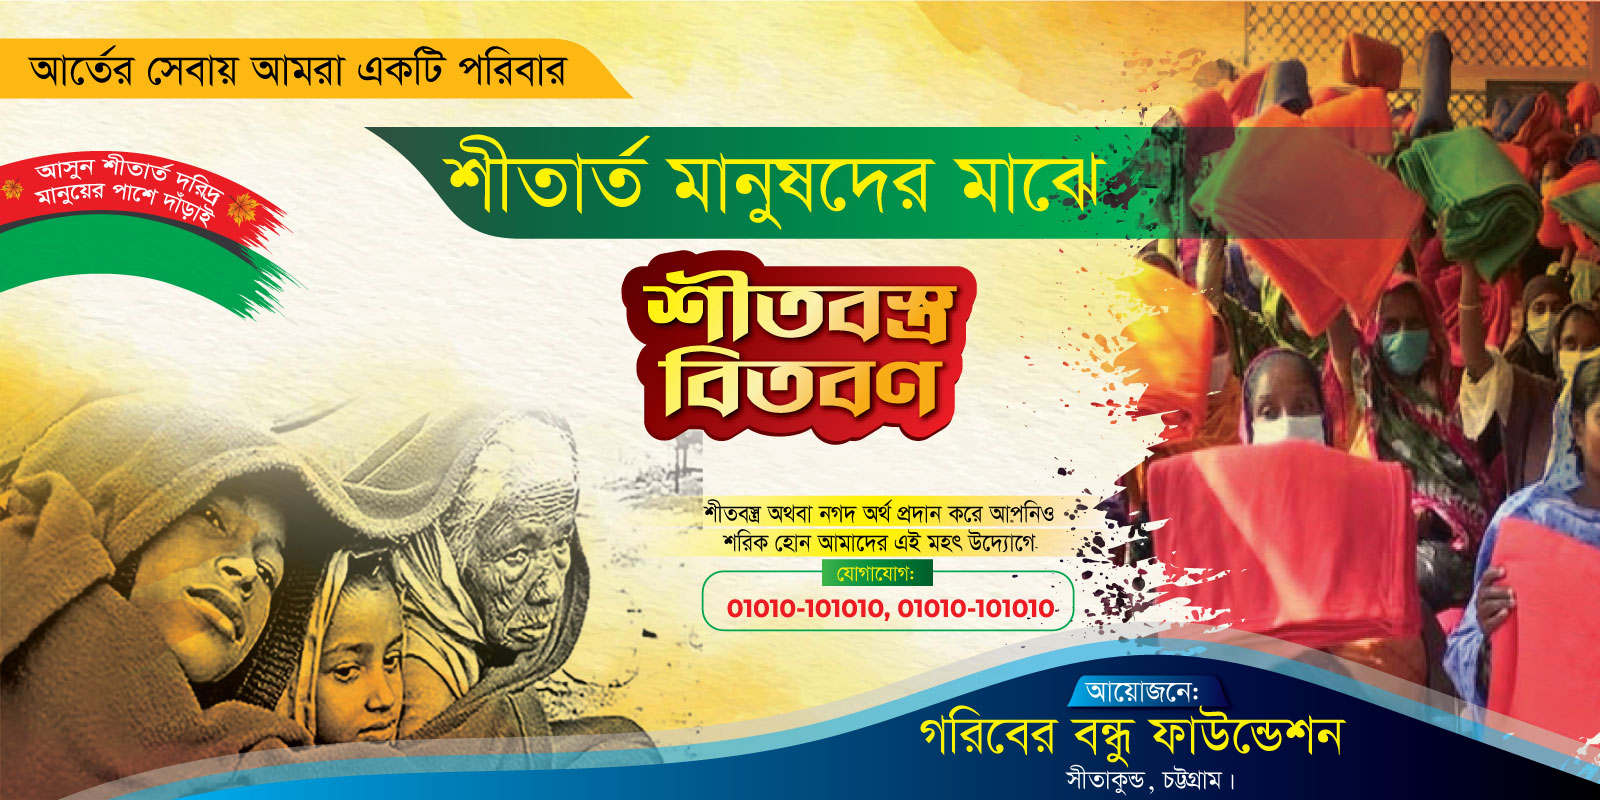 আর্তের সেবায় আমরা একটি পরিবার
আসুন শীতার্ত দরিদ্র
মানুয়ের পাশে দাঁড়াই
শীতার্ত মানুষদের মাঝে
শীতবস্ত্র
বিতবণ
শীতবস্ত্র অথবা নগদ অর্থ প্রদান করে আপনিও
শরিক হোন আমাদের এই মহৎ উদ্যোগে
যোগাযোগ:
01010-101010, 01010-101010
আয়োজনে:
গরিবের বন্ধু ফাউন্ডেশন
সীতাকুন্ড, চট্টগ্রাম।